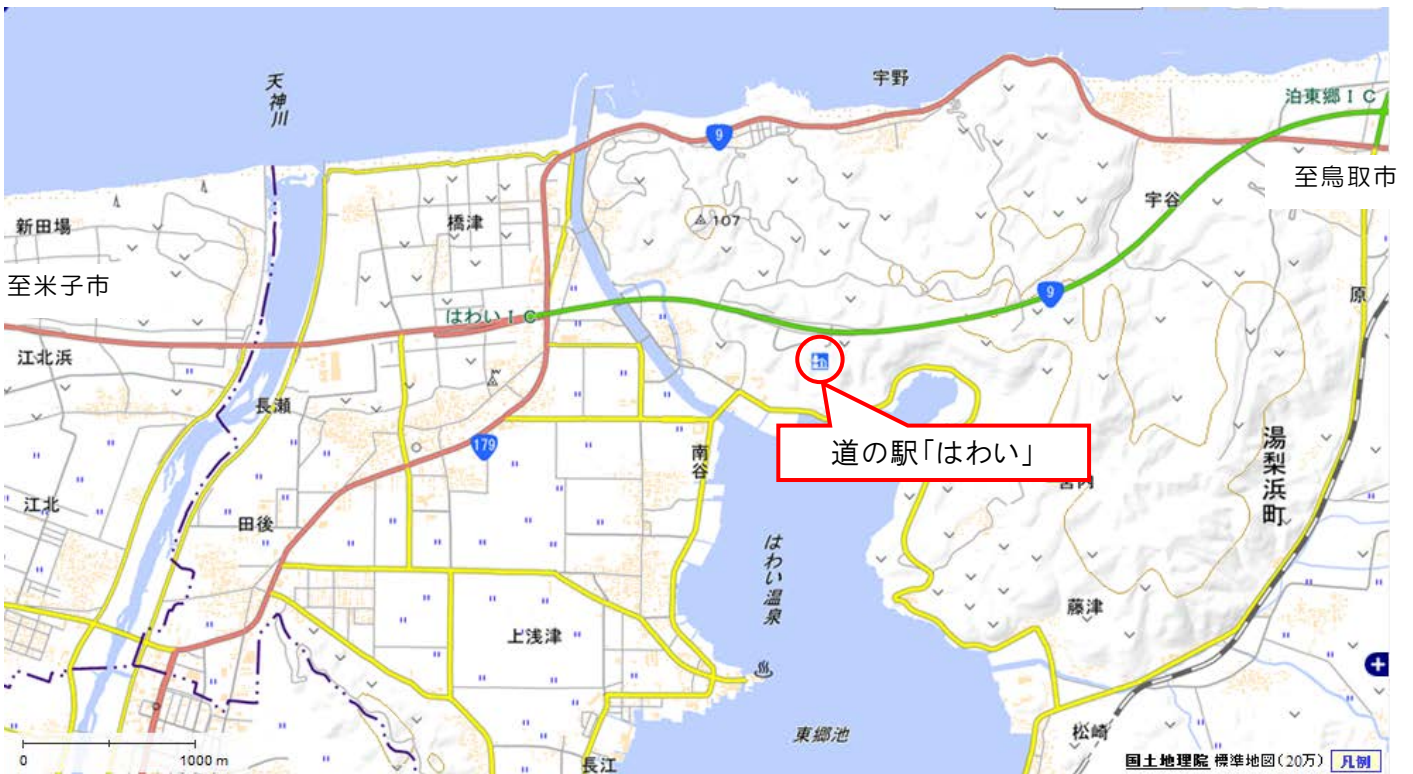 天神川
宇野
泊東郷ＩＣ
9
至鳥取市
宇谷
新田場
橋津
107
至米子市
はわいＩＣ
9
原
江北浜
長瀬
道の駅｢はわい｣
179
南谷
湯梨浜町
江北
田後
はわい温泉
藤津
上浅津
東郷池
松崎
長江
0
1000 m
国土地理院 標準地図(20万)
凡例